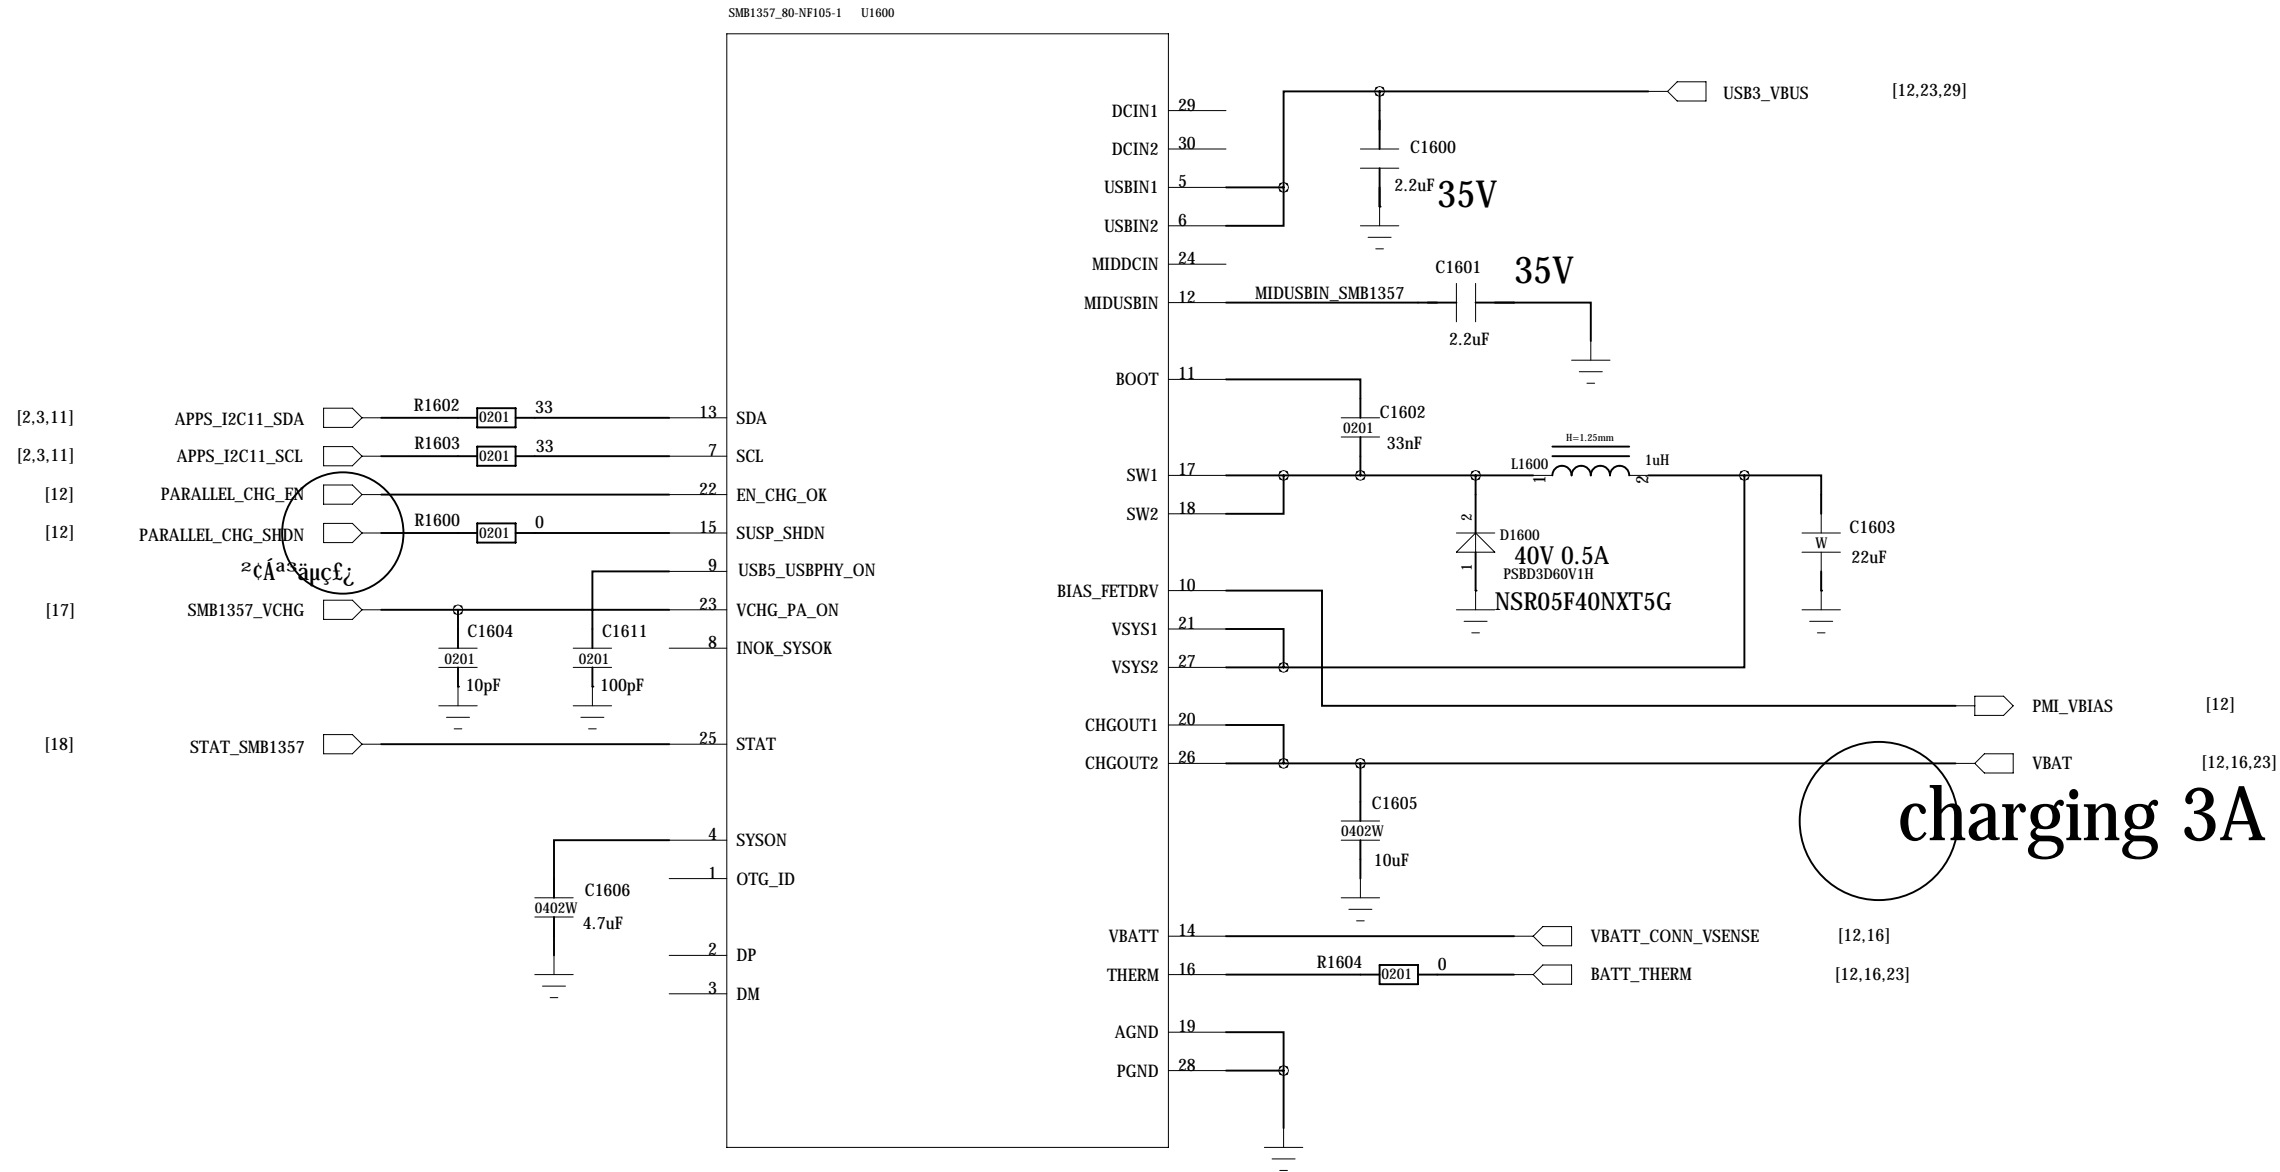 SMB1357_80-NF105-1 U1600
DCIN1 29
USB3_VBUS [12,23,29]
DCIN2 30
C1600
USBIN1 5
2.2uF 35V
USBIN2 6
MIDDCIN 24
C1601 35V
MIDUSBIN 12 MIDUSBIN_SMB1357
2.2uF
BOOT 11
[2,3,11] APPS_I2C11_SDA R1602 0201 33 13 SDA
C1602
0201
33nF
[2,3,11] APPS_I2C11_SCL R1603 0201 33 7 SCL
H=1.25mm
SW1 17 L1600 1 2 1uH
[12] PARALLEL_CHG_EN 22 EN_CHG_OK
SW2 18
[12] PARALLEL_CHG_SHDN R1600 0201 0 15 SUSP_SHDN
2 D1600
40V 0.5A
1 PSBD3D60V1H
NSR05F40NXT5G
C1603
W
22uF
²¢Áª³äµç£¿
9 USB5_USBPHY_ON
BIAS_FETDRV 10
[17] SMB1357_VCHG 23 VCHG_PA_ON
VSYS1 21
C1604
0201
10pF
C1611
0201
100pF
8 INOK_SYSOK
VSYS2 27
PMI_VBIAS [12]
CHGOUT1 20
[18] STAT_SMB1357 25 STAT
CHGOUT2 26
VBAT [12,16,23]
charging 3A
C1605
0402W
10uF
4 SYSON
1 OTG_ID
C1606
0402W
4.7uF
VBATT 14 VBATT_CONN_VSENSE [12,16]
2 DP
THERM 16 R1604 0201 0 BATT_THERM [12,16,23]
3 DM
AGND 19
PGND 28